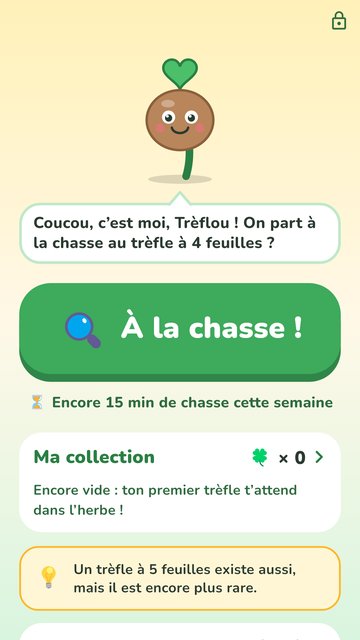 Coucou, c’est moi, Trèflou ! On part à
la chasse au trèfle à 4 feuilles ?
À la chasse !
Encore 15 min de chasse cette semaine
Ma collection
× 0
Encore vide : ton premier trèfle t’attend
dans l’herbe !
Un trèfle à 5 feuilles existe aussi,
mais il est encore plus rare.